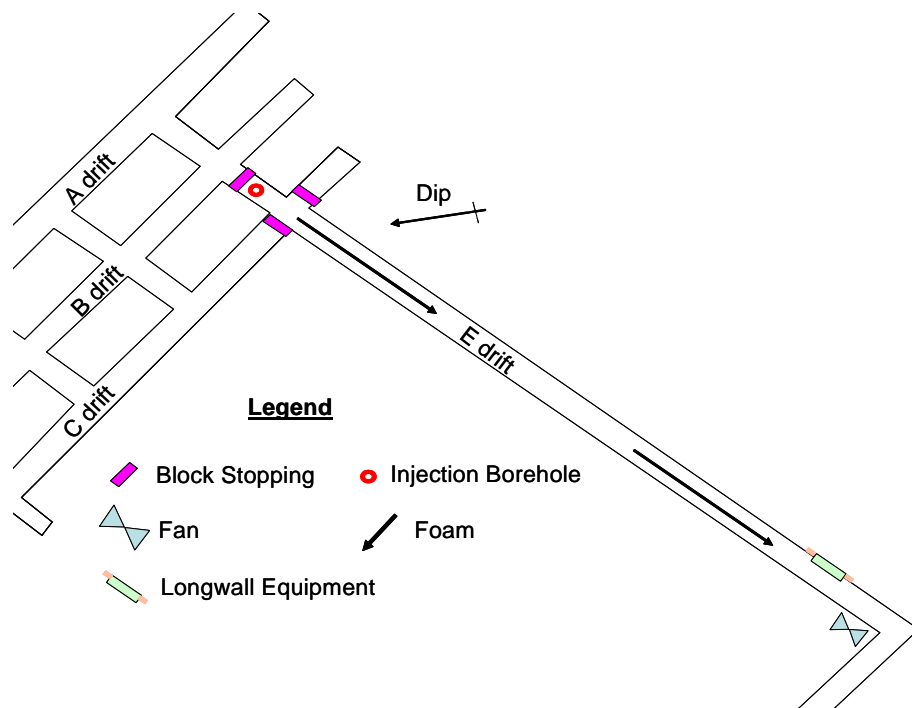 A drift
Dip
B drift
E drift
C drift
Legend
Block Stopping
Injection Borehole
Fan
Foam
Longwall Equipment